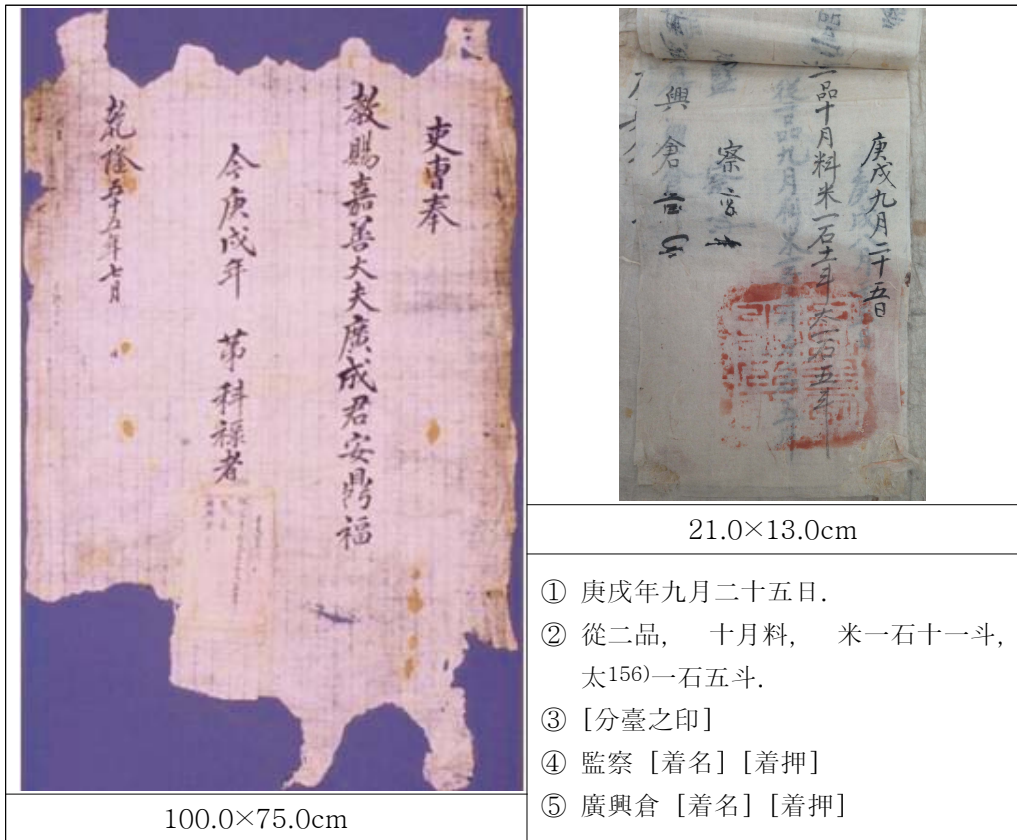 吏曹奉
教賜嘉善大夫廣成君安鼎福
今庚戌年 第 科祿者
乾隆五十五年七月
100.0×75.0cm
庚戌九月二十五日
二品十月料米一石十一斗 太一石五斗
察
興倉
21.0×13.0cm
① 庚戌年九月二十五日.
② 從二品, 十月料, 米一石十一斗,
太156)一石五斗.
③ [分臺之印]
④ 監察 [着名] [着押]
⑤ 廣興倉 [着名] [着押]